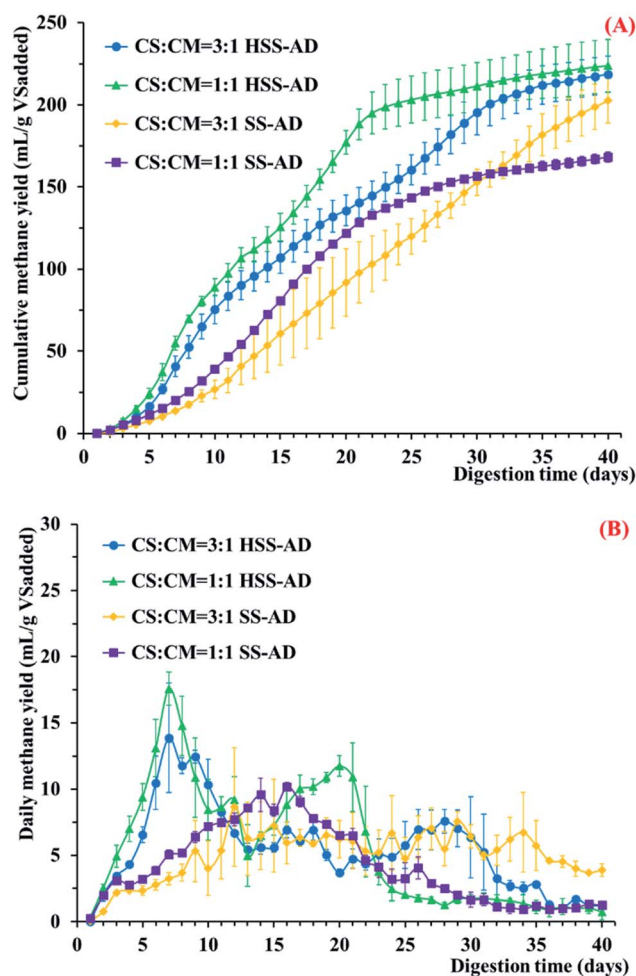 (A)
250
200
150
100
50
0
Cumulative methane yield (mL/g VSadded)
CS:CM=3:1 HSS-AD
CS:CM=1:1 HSS-AD
CS:CM=3:1 SS-AD
CS:CM=1:1 SS-AD
0 5 10 15 20 25 30 35 40
Digestion time (days)
(B)
30
25
20
15
10
5
0
Daily methane yield (mL/g VSadded)
CS:CM=3:1 HSS-AD
CS:CM=1:1 HSS-AD
CS:CM=3:1 SS-AD
CS:CM=1:1 SS-AD
0 5 10 15 20 25 30 35 40
Digestion time (days)